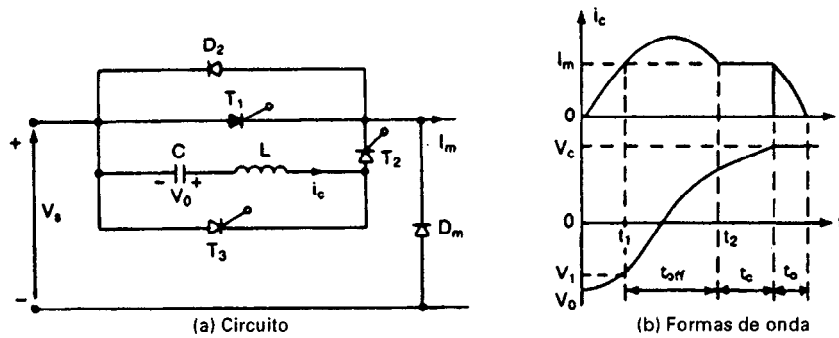 D₂
T₁
C
L
- V₀ +
i_c
T₂
I_m
+
V_s
-
T₃
D_m
(a) Circuito
i_c
I_m
0
V_c
0
t₁
t₂
V₁
V₀
t_off
t_c
t_o
(b) Formas de onda